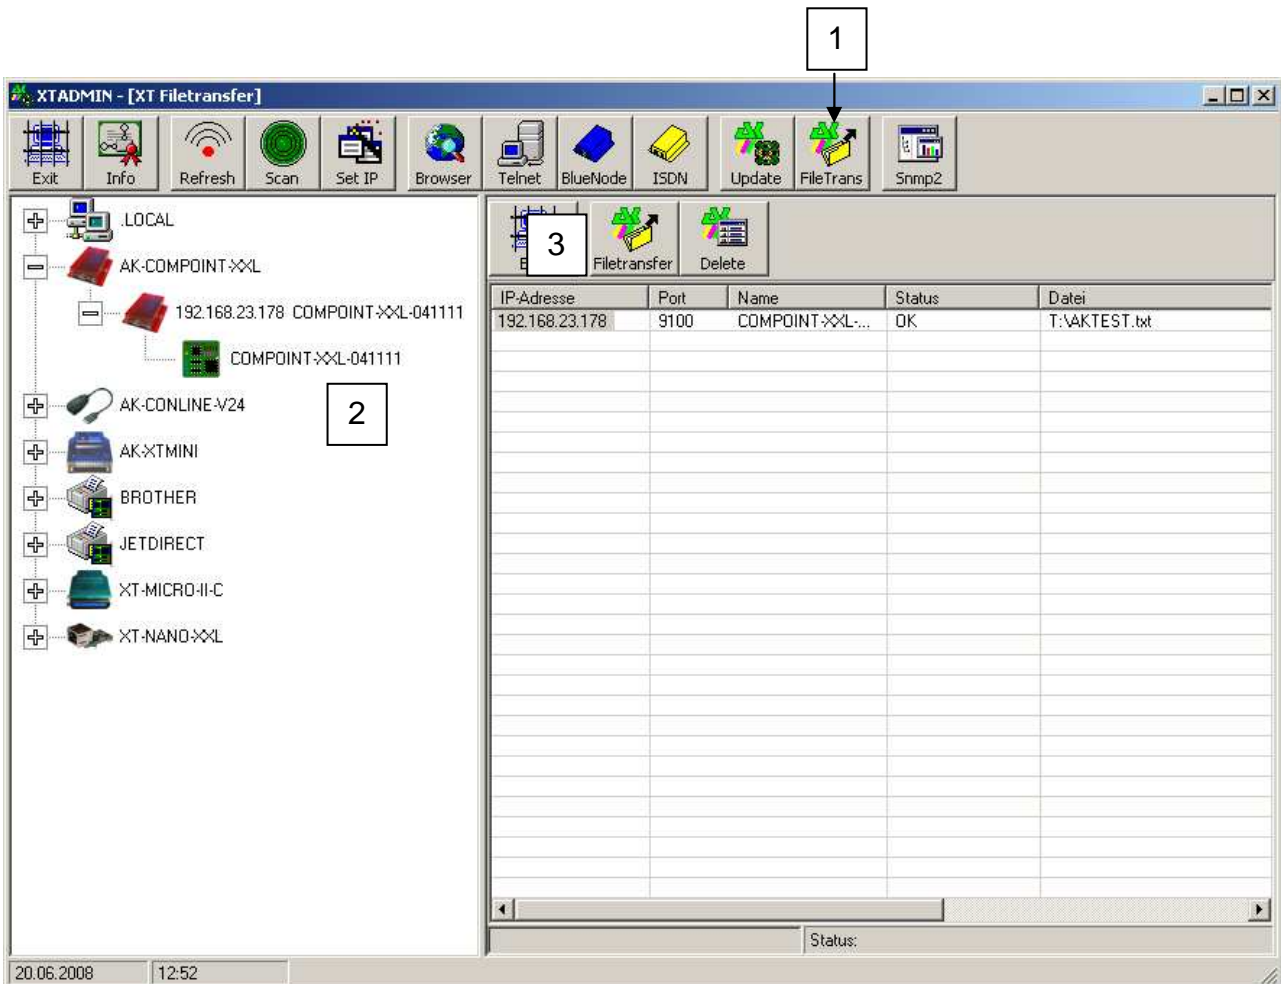 1
XTADMIN - [XT Filetransfer]
Exit Info Refresh Scan Set IP Browser Telnet BlueNode ISDN Update FileTrans Snmp2
.LOCAL
AK-COMPOINT-XXL
192.168.23.178 COMPOINT-XXL-041111
COMPOINT-XXL-041111
AK-CONLINE-V24
2
AK-XTMINI
BROTHER
JETDIRECT
XT-MICRO-II-C
XT-NANO-XXL
3
Filetransfer Delete
IP-Adresse Port Name Status Datei
192.168.23.178 9100 COMPOINT-XXL-... OK T:\AKTEST.txt
Status:
20.06.2008 12:52